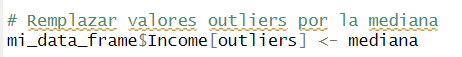 # Remplazar valores outliers por la mediana
mi_data_frame$Income[outliers] <- mediana